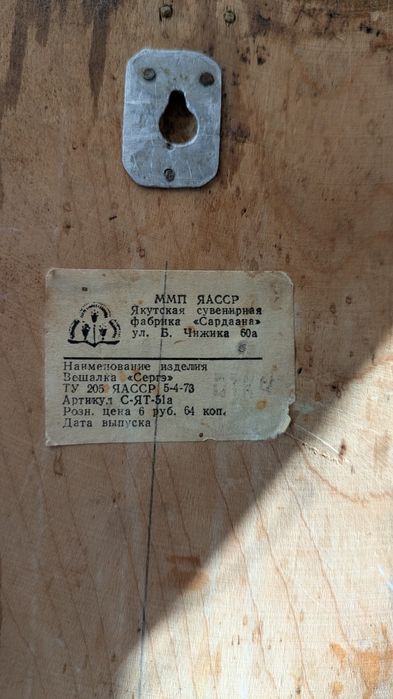 ММП ЯАССР
Якутская сувенирная
фабрика «Сардаана»
ул. Б. Чижика 60а
Наименование изделия
Вешалка «Сергэ»
ТУ 205 ЯАССР 5-4-73
Артикул С-ЯТ-51а
Розн. цена 6 руб. 64 коп.
Дата выпуска